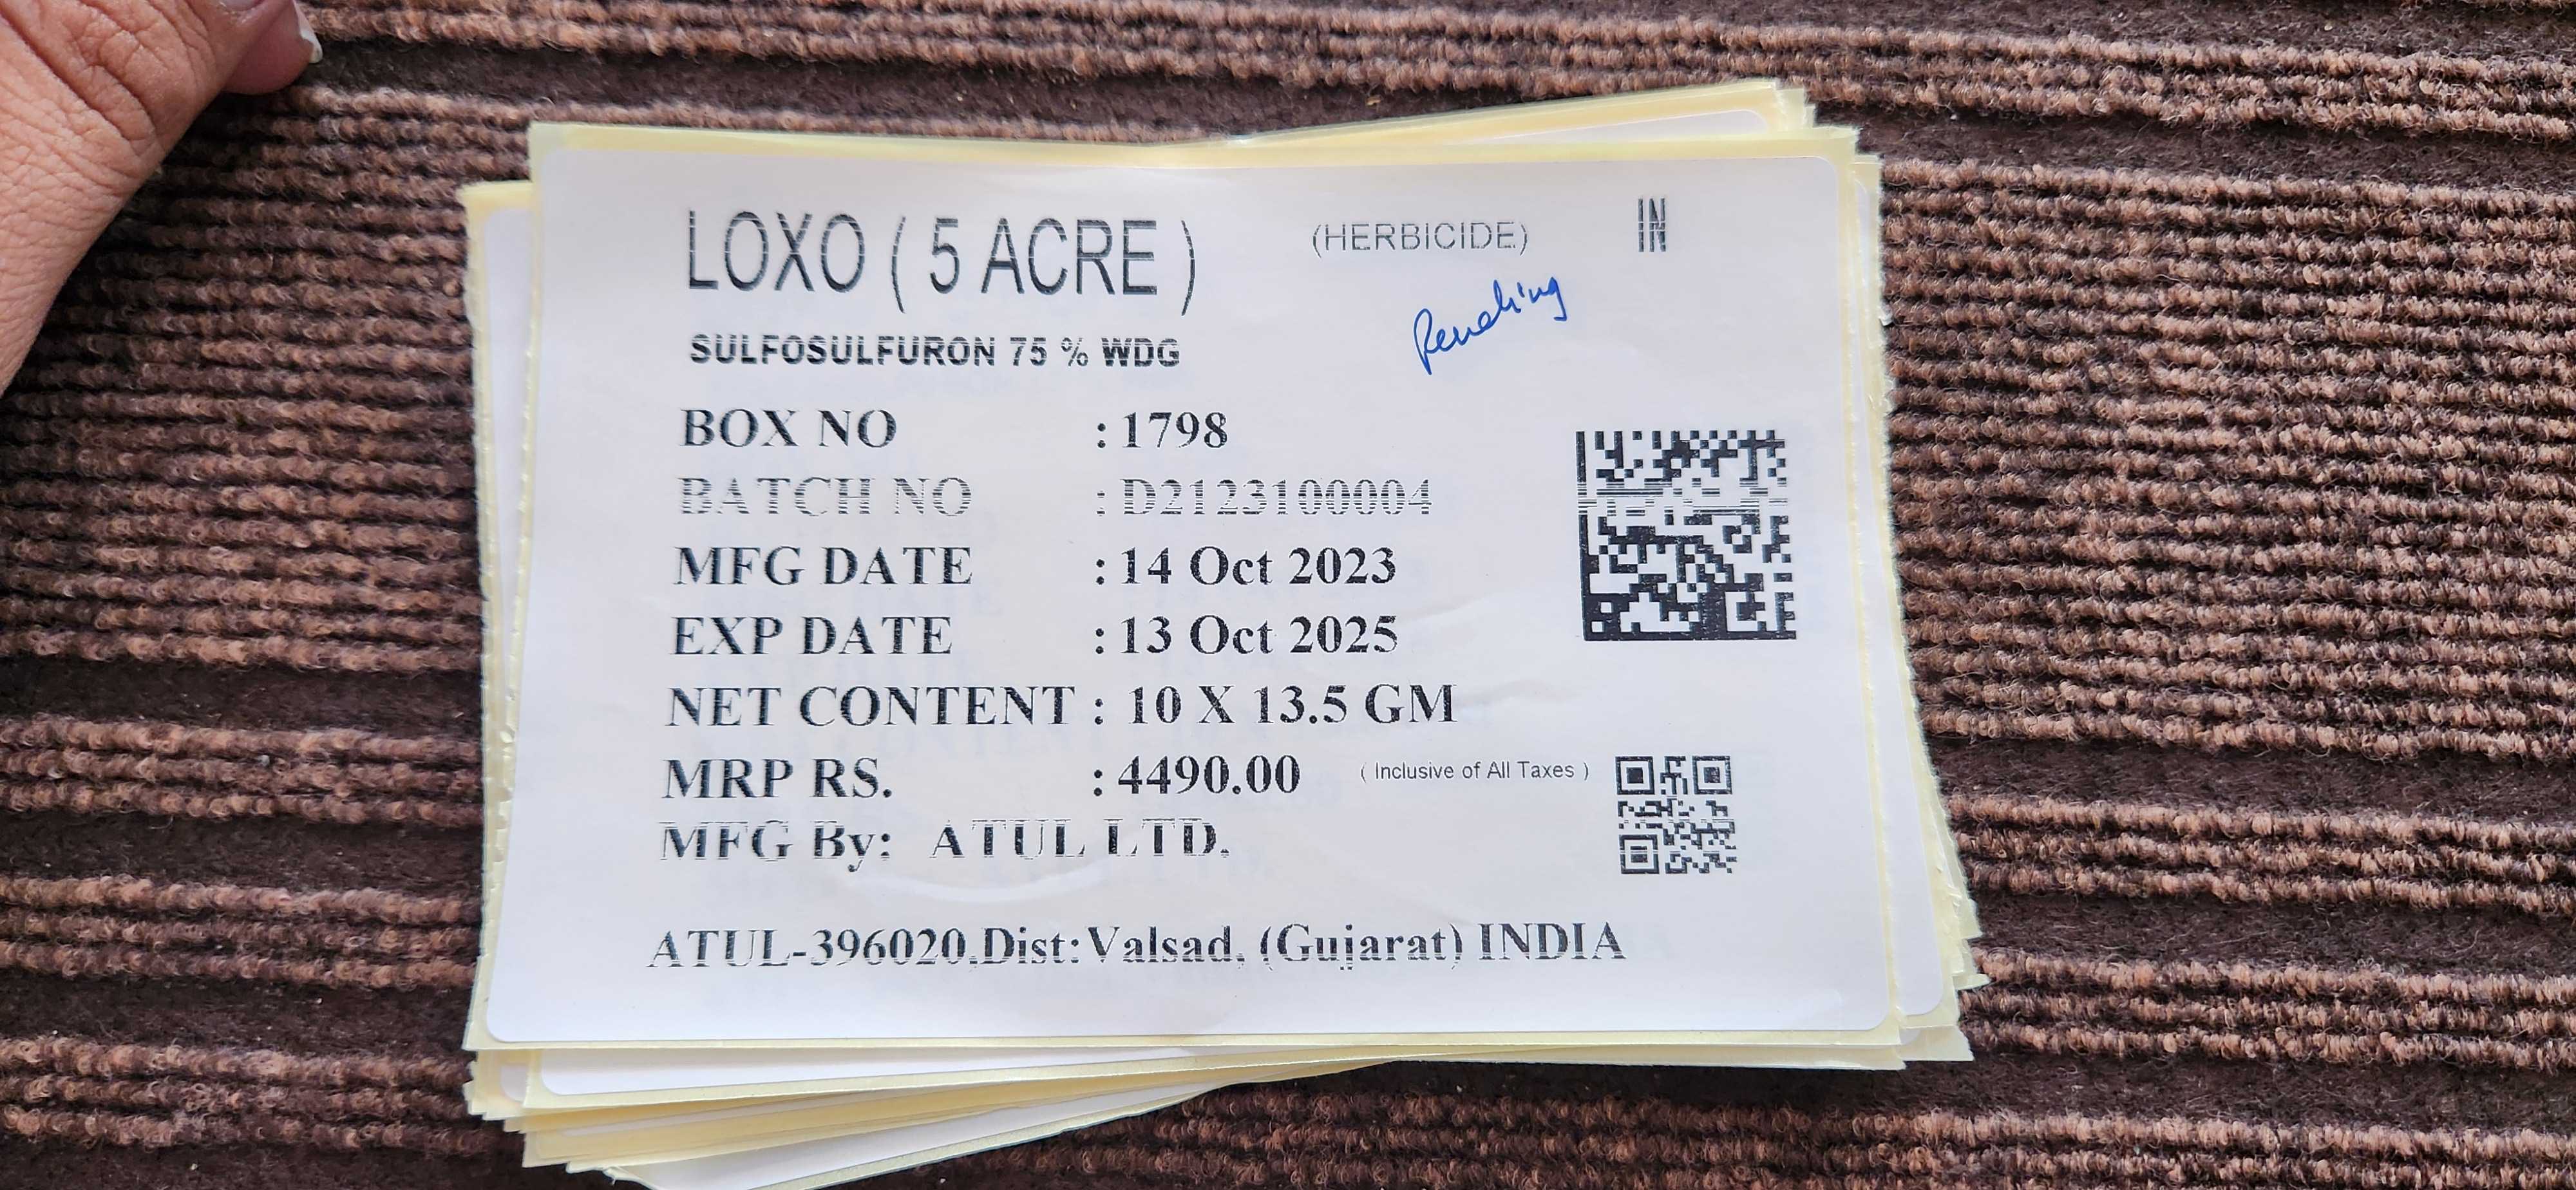 LOXO ( 5 ACRE ) (HERBICIDE) IN
Pending
SULFOSULFURON 75 % WDG
BOX NO : 1798
BATCH NO : D2123100004
MFG DATE : 14 Oct 2023
EXP DATE : 13 Oct 2025
NET CONTENT : 10 X 13.5 GM
MRP RS. : 4490.00 ( Inclusive of All Taxes )
MFG By: ATUL LTD.
ATUL-396020,Dist:Valsad, (Gujarat) INDIA